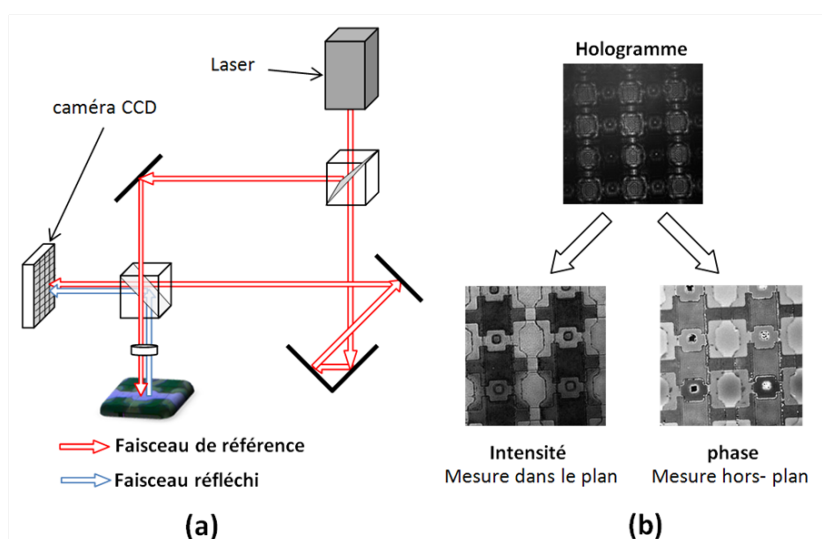 Laser
caméra CCD
Faisceau de référence
Faisceau réfléchi
(a)
Hologramme
Intensité
Mesure dans le plan
phase
Mesure hors- plan
(b)